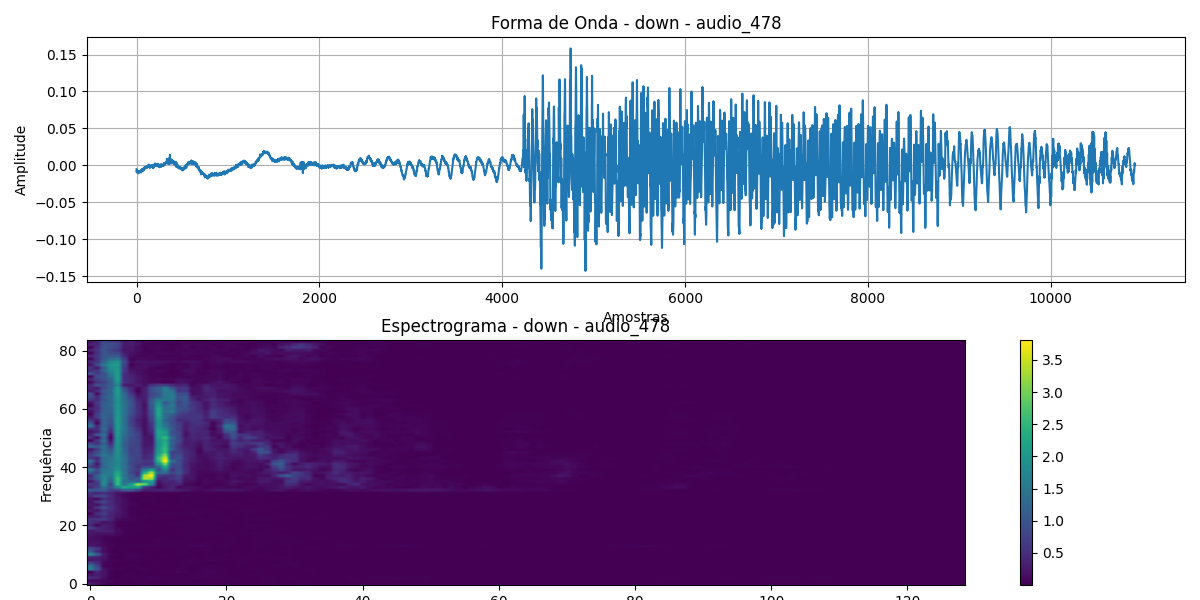 Forma de Onda - down - audio_478
Amplitude
0.15
0.10
0.05
0.00
−0.05
−0.10
−0.15
0 2000 4000 6000 8000 10000
Amostras
Espectrograma - down - audio_478
Frequência
80
60
40
20
0
0 20 40 60 80 100 120
3.5
3.0
2.5
2.0
1.5
1.0
0.5